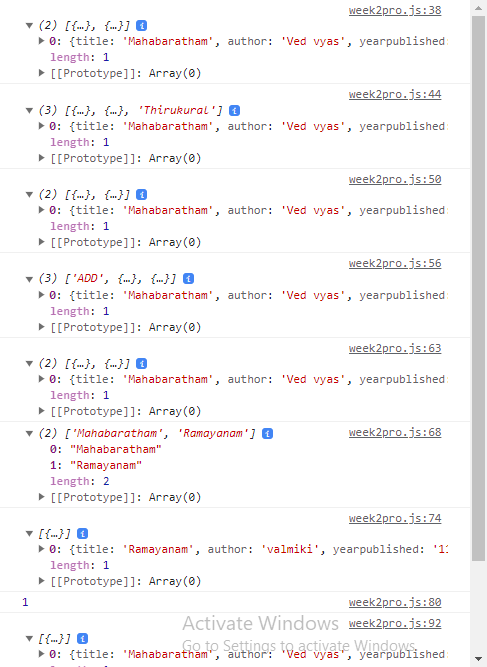 week2pro.js:38
(2) [{…}, {…}] i
0: {title: 'Mahabaratham', author: 'Ved vyas', yearpublished
length: 1
[[Prototype]]: Array(0)
week2pro.js:44
(3) [{…}, {…}, 'Thirukural'] i
0: {title: 'Mahabaratham', author: 'Ved vyas', yearpublished
length: 1
[[Prototype]]: Array(0)
week2pro.js:50
(2) [{…}, {…}] i
0: {title: 'Mahabaratham', author: 'Ved vyas', yearpublished
length: 1
[[Prototype]]: Array(0)
week2pro.js:56
(3) ['ADD', {…}, {…}] i
0: {title: 'Mahabaratham', author: 'Ved vyas', yearpublished
length: 1
[[Prototype]]: Array(0)
week2pro.js:63
(2) [{…}, {…}] i
0: {title: 'Mahabaratham', author: 'Ved vyas', yearpublished
length: 1
[[Prototype]]: Array(0)
(2) ['Mahabaratham', 'Ramayanam'] i week2pro.js:68
0: "Mahabaratham"
1: "Ramayanam"
length: 2
[[Prototype]]: Array(0)
week2pro.js:74
[{…}] i
0: {title: 'Ramayanam', author: 'valmiki', yearpublished: '11
length: 1
[[Prototype]]: Array(0)
1 week2pro.js:80
Activate Windows
week2pro.js:92
[{…}] i
Go to Settings to activate Windows.
0: {title: 'Mahabaratham', author: 'Ved vyas', yearpublished